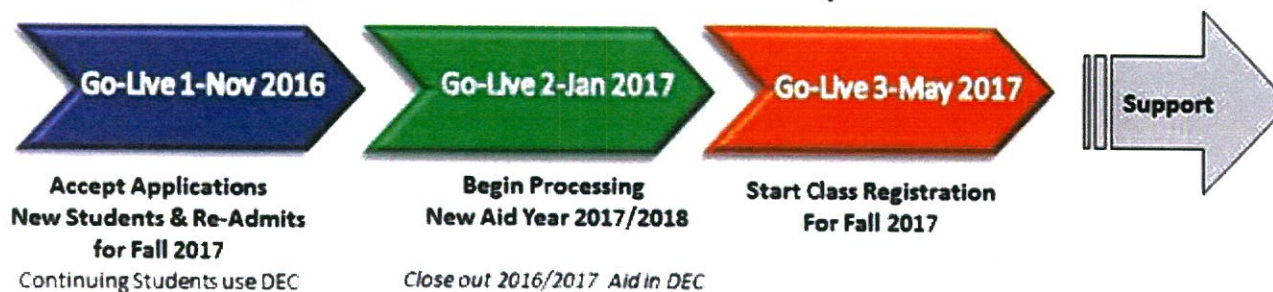 Go-Live 1-Nov 2016
Go-Live 2-Jan 2017
Go-Live 3-May 2017
Support
Accept Applications
New Students & Re-Admits
for Fall 2017
Continuing Students use DEC
Begin Processing
New Aid Year 2017/2018
Close out 2016/2017 Aid in DEC
Start Class Registration
For Fall 2017